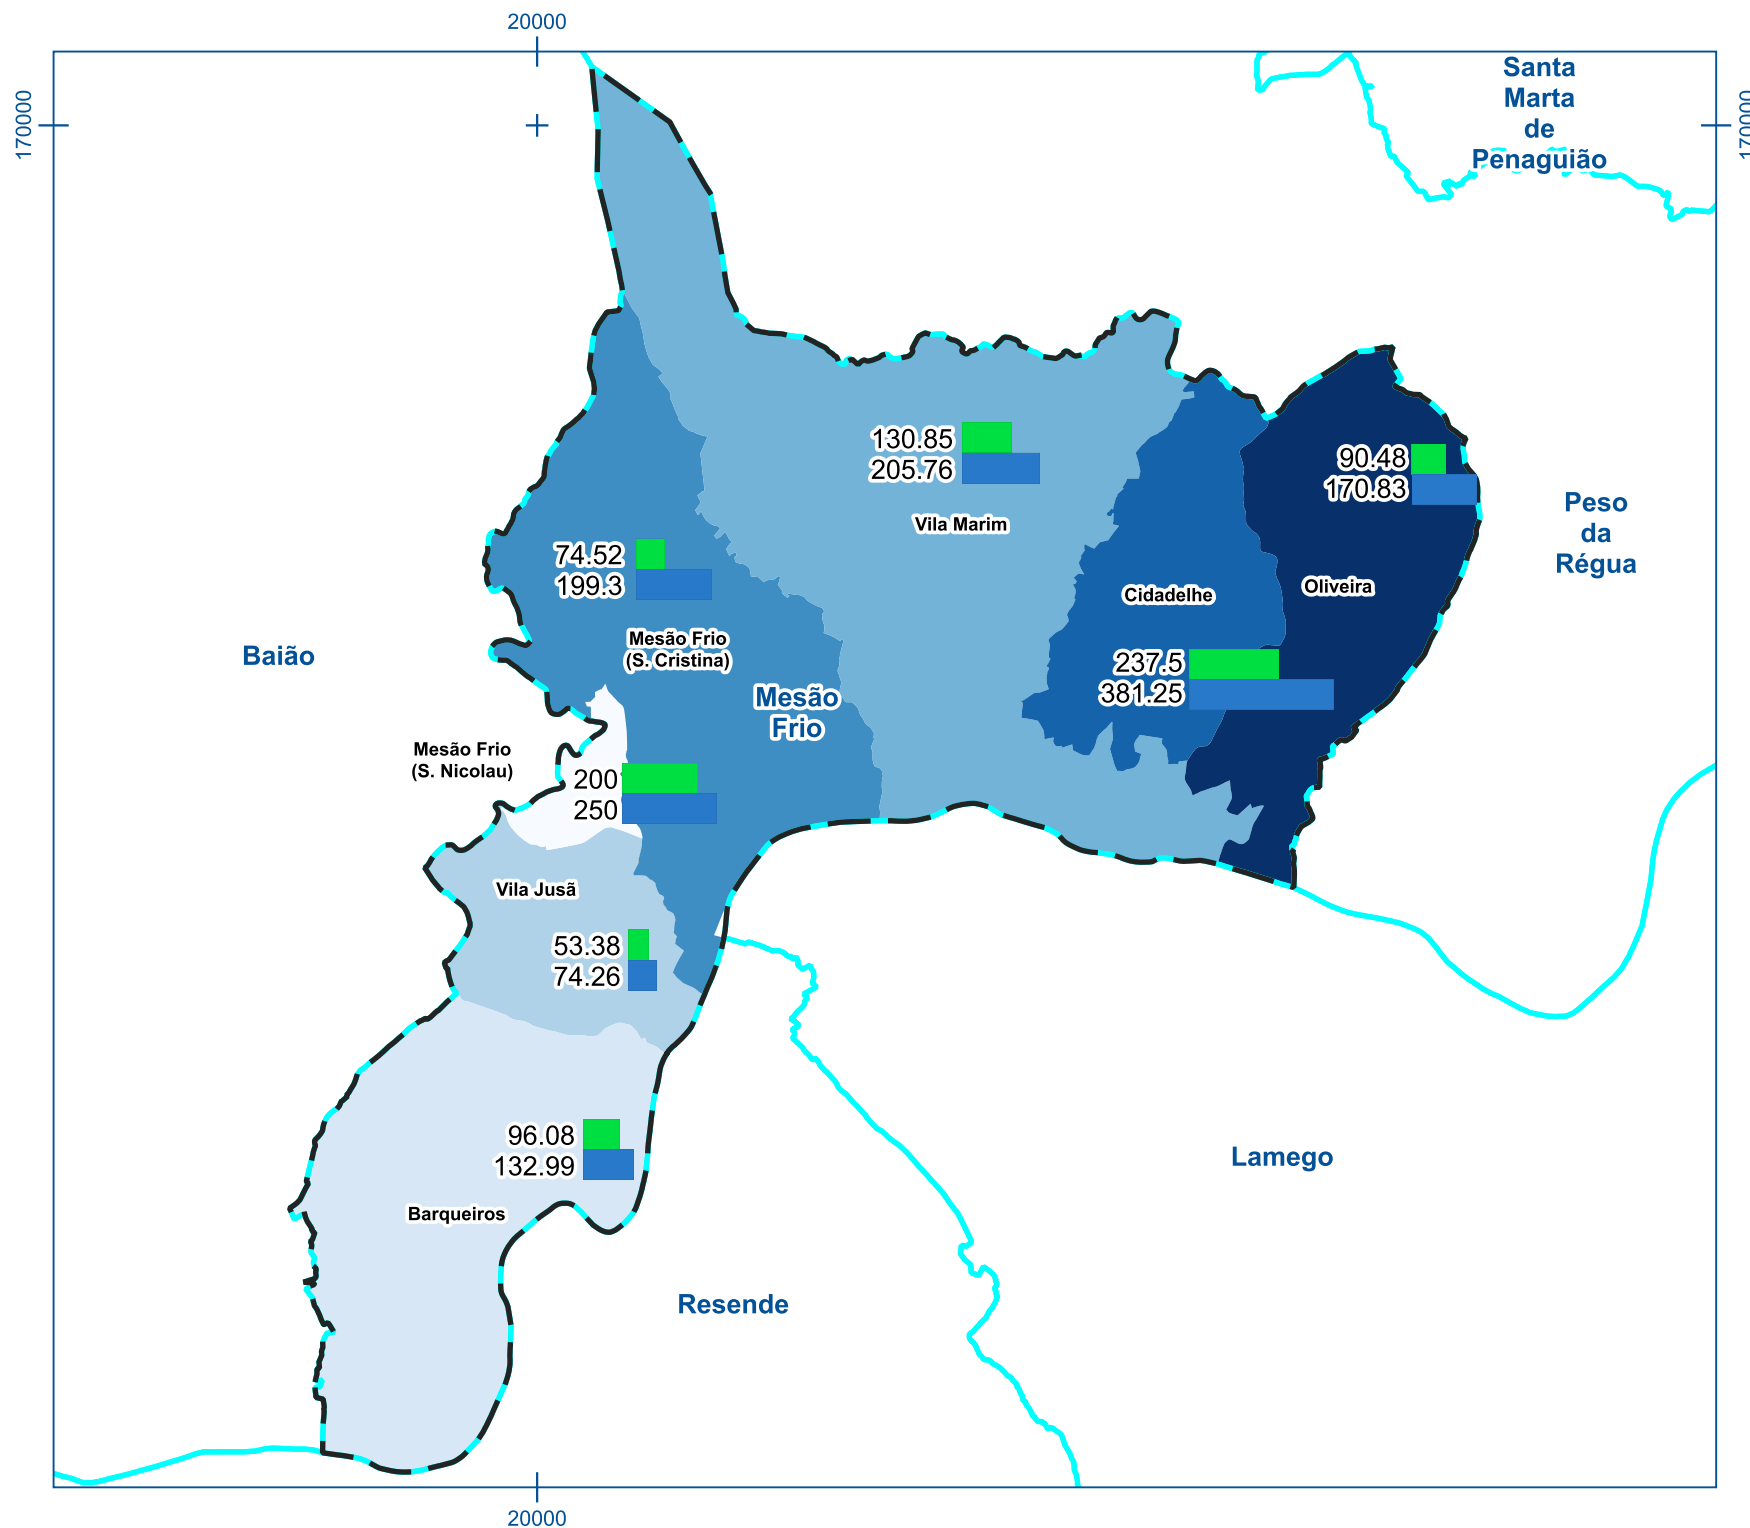 20000
170000
170000
Santa
Marta
de
Penaguião
130.85
205.76
Vila Marim
90.48
170.83
Peso
da
Régua
74.52
199.3
Cidadelhe
Oliveira
Mesão Frio
(S. Cristina)
Baião
237.5
381.25
Mesão
Frio
Mesão Frio
(S. Nicolau)
200
250
Vila Jusã
53.38
74.26
96.08
132.99
Lamego
Barqueiros
Resende
20000